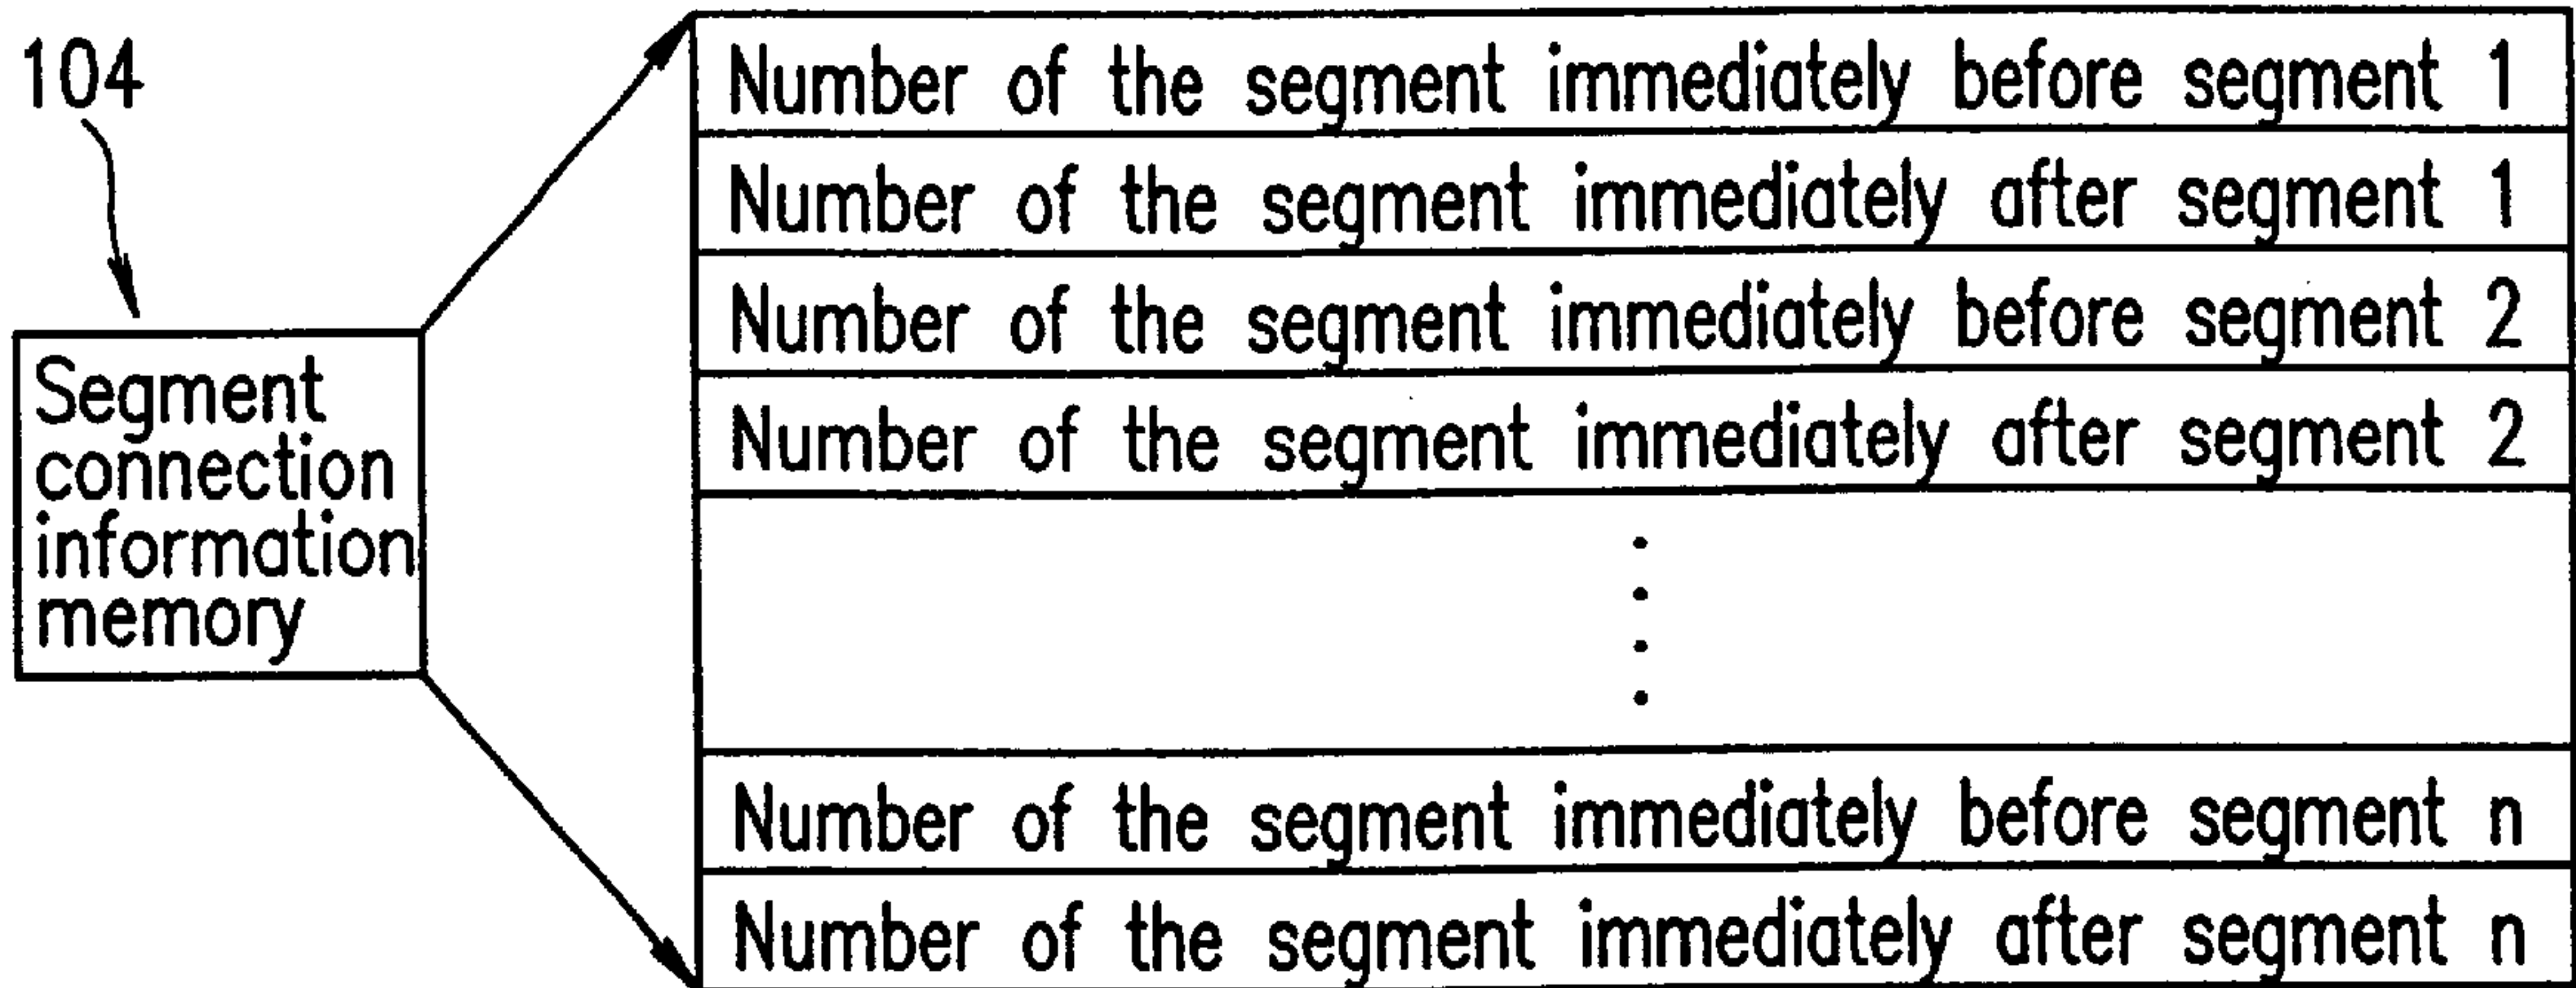 104
Segment
connection
information
memory
Number of the segment immediately before segment 1
Number of the segment immediately after segment 1
Number of the segment immediately before segment 2
Number of the segment immediately after segment 2
Number of the segment immediately before segment n
Number of the segment immediately after segment n